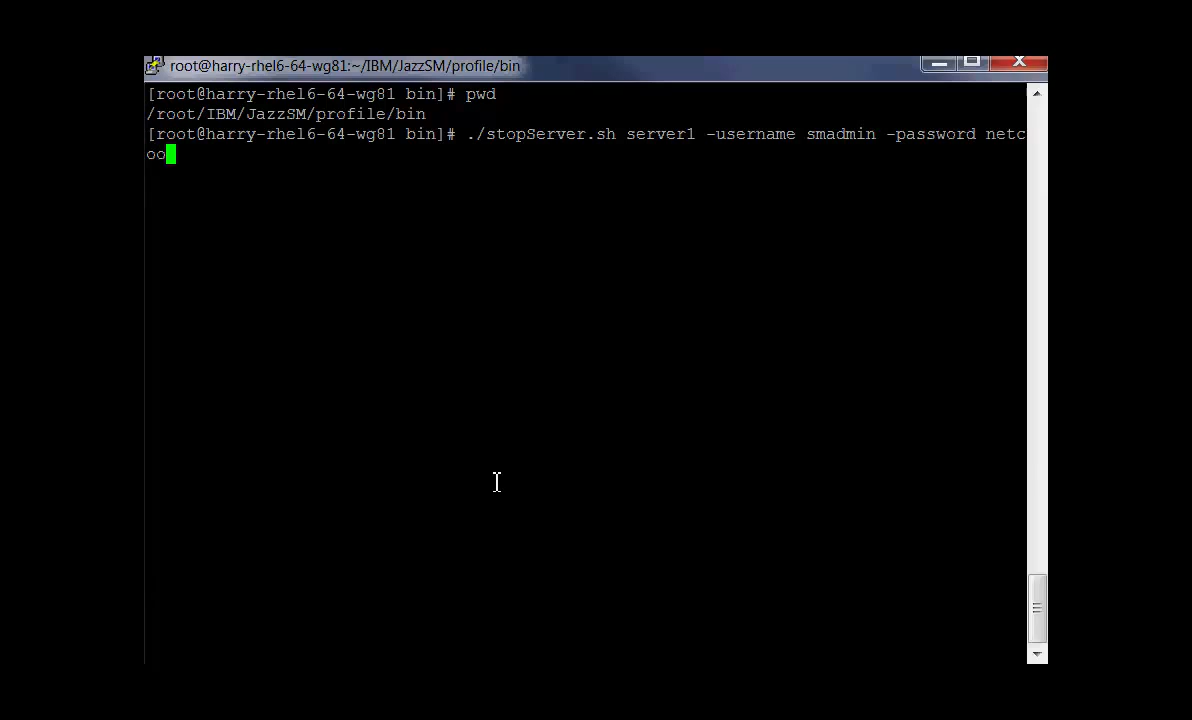 root@harry-rhel6-64-wg81:~/IBM/JazzSM/profile/bin
[root@harry-rhel6-64-wg81 bin]# pwd
/root/IBM/JazzSM/profile/bin
[root@harry-rhel6-64-wg81 bin]# ./stopServer.sh server1 -username smadmin -password netc
oo